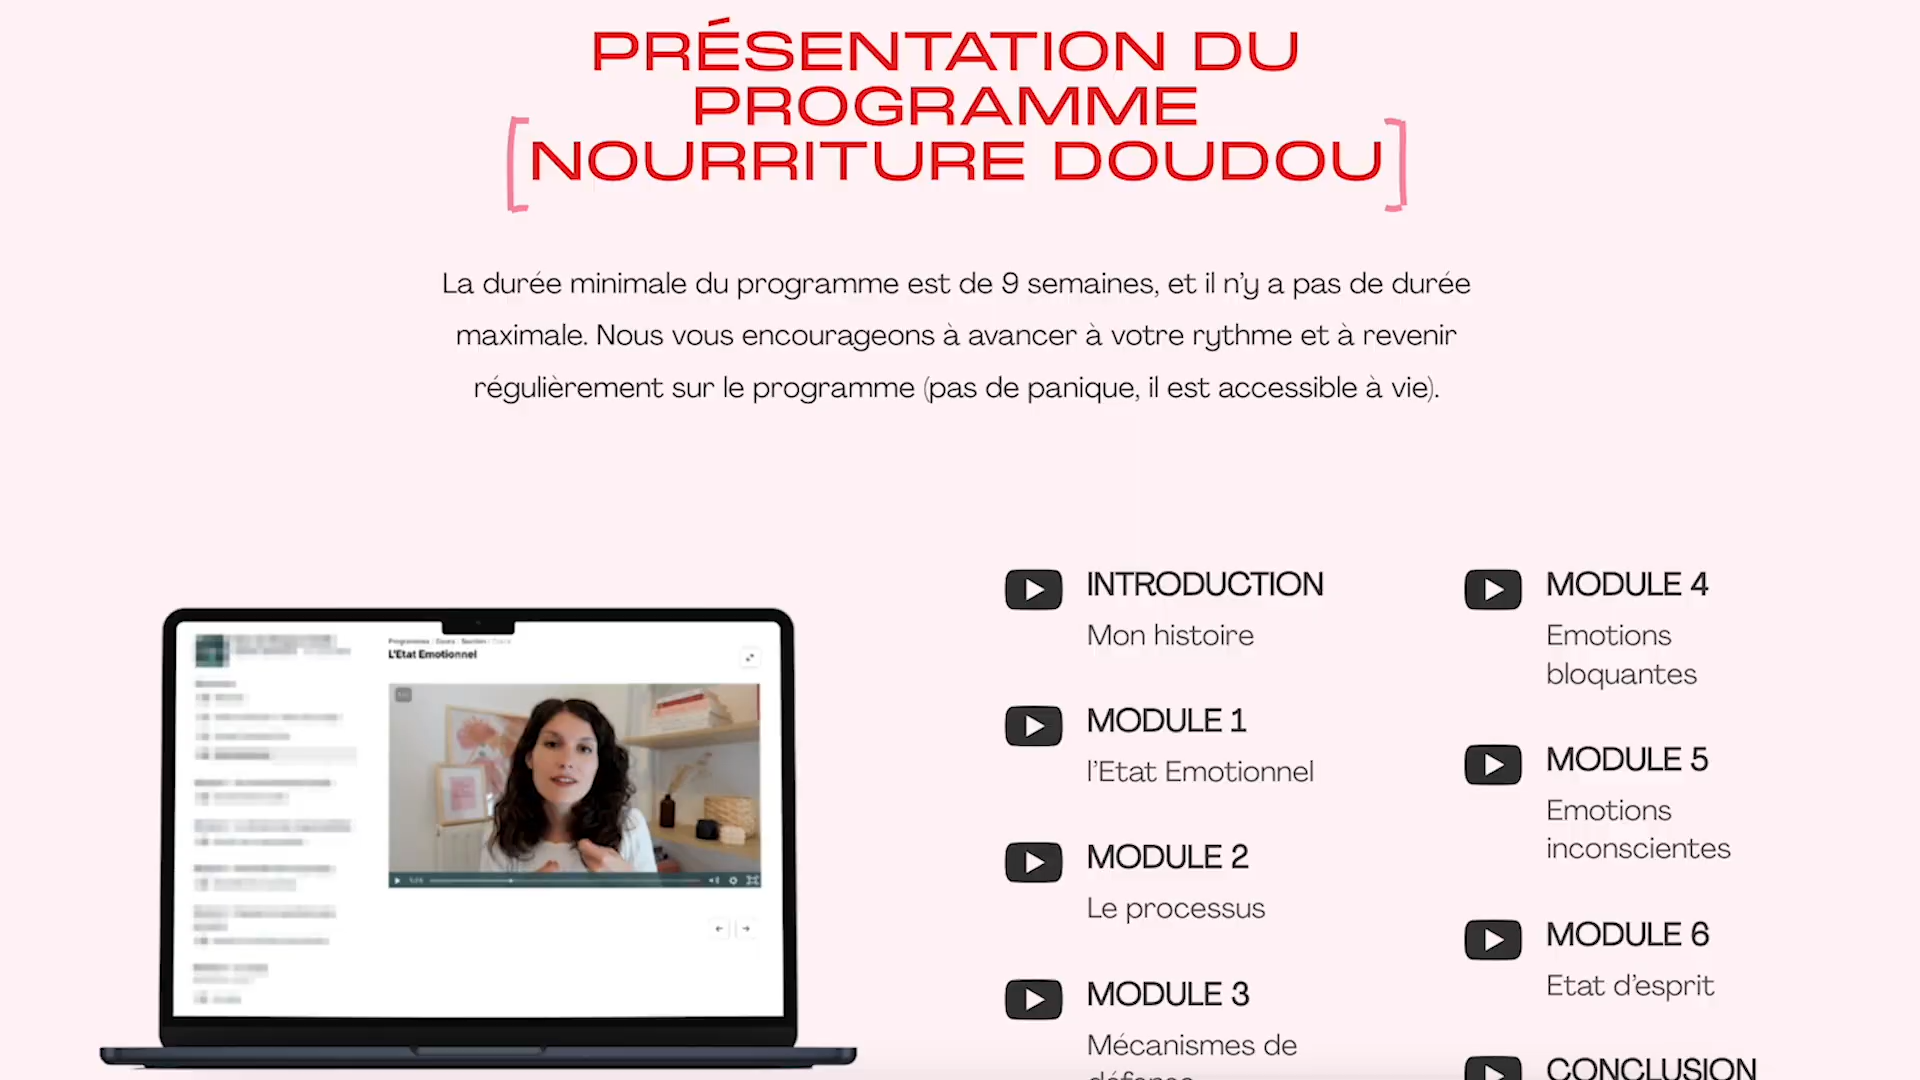 PRÉSENTATION DU
PROGRAMME
[NOURRITURE DOUDOU]
La durée minimale du programme est de 9 semaines, et il n'y a pas de durée
maximale. Nous vous encourageons à avancer à votre rythme et à revenir
régulièrement sur le programme (pas de panique, il est accessible à vie).
L'Etat Emotionnel
INTRODUCTION
Mon histoire
MODULE 1
l'Etat Emotionnel
MODULE 2
Le processus
MODULE 3
Mécanismes de
défense
MODULE 4
Emotions
bloquantes
MODULE 5
Emotions
inconscientes
MODULE 6
Etat d'esprit
CONCLUSION